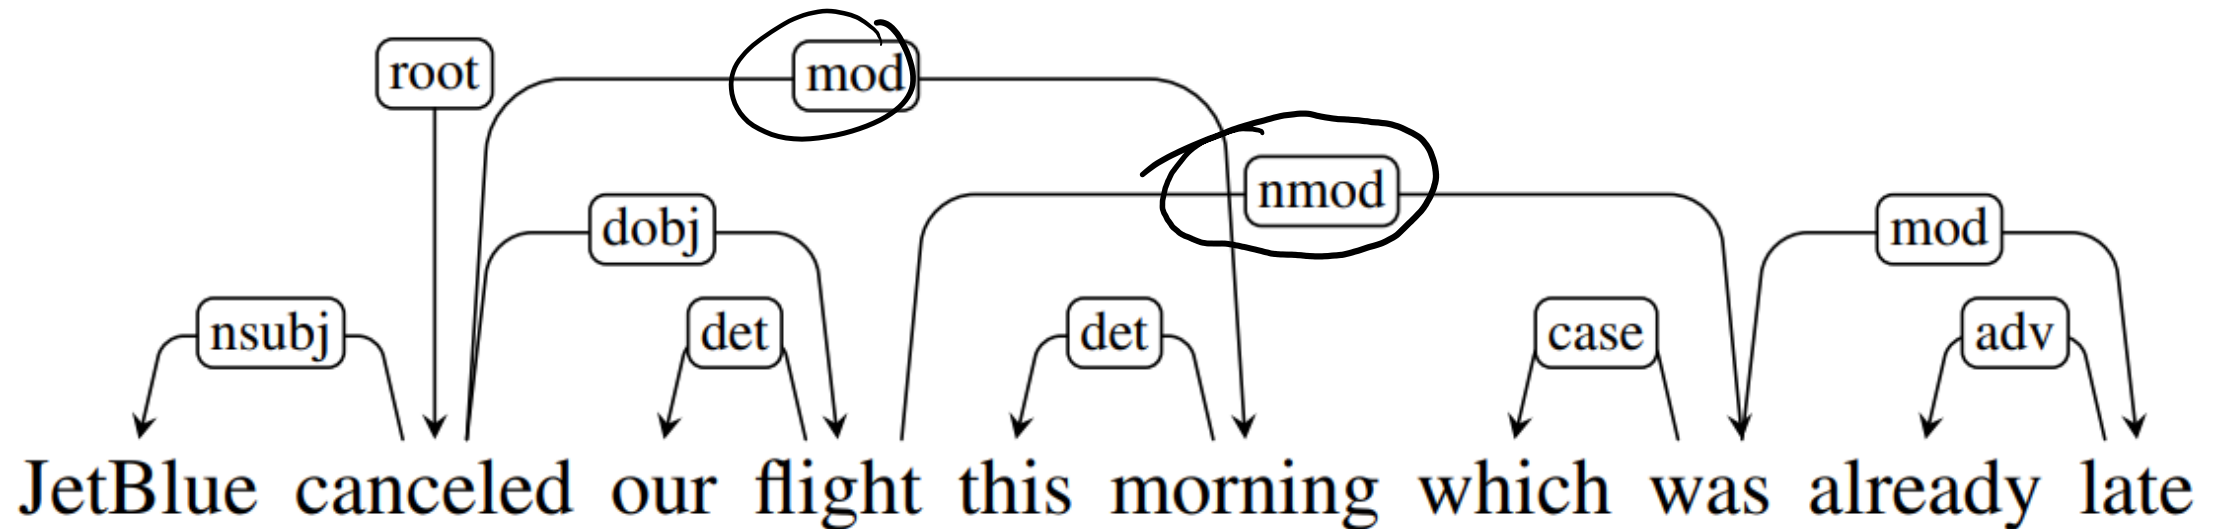 root mod
nmod
dobj mod
nsubj det det case adv
JetBlue canceled our flight this morning which was already late